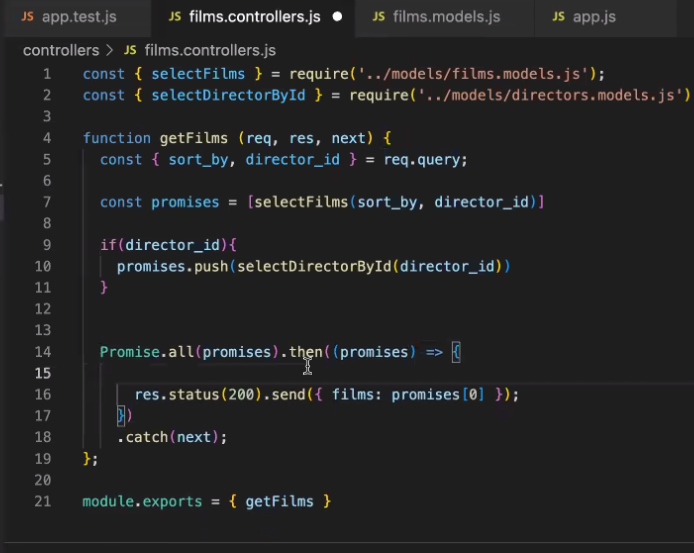 JS app.test.js JS films.controllers.js JS films.models.js JS app.js
controllers > JS films.controllers.js
1 const { selectFilms } = require('../models/films.models.js');
2 const { selectDirectorById } = require('../models/directors.models.js')
3
4 function getFilms (req, res, next) {
5 const { sort_by, director_id } = req.query;
6
7 const promises = [selectFilms(sort_by, director_id)]
8
9 if(director_id){
10 promises.push(selectDirectorById(director_id))
11 }
12
13
14 Promise.all(promises).then((promises) => {
15
16 res.status(200).send({ films: promises[0] });
17 })
18 .catch(next);
19 };
20
21 module.exports = { getFilms }